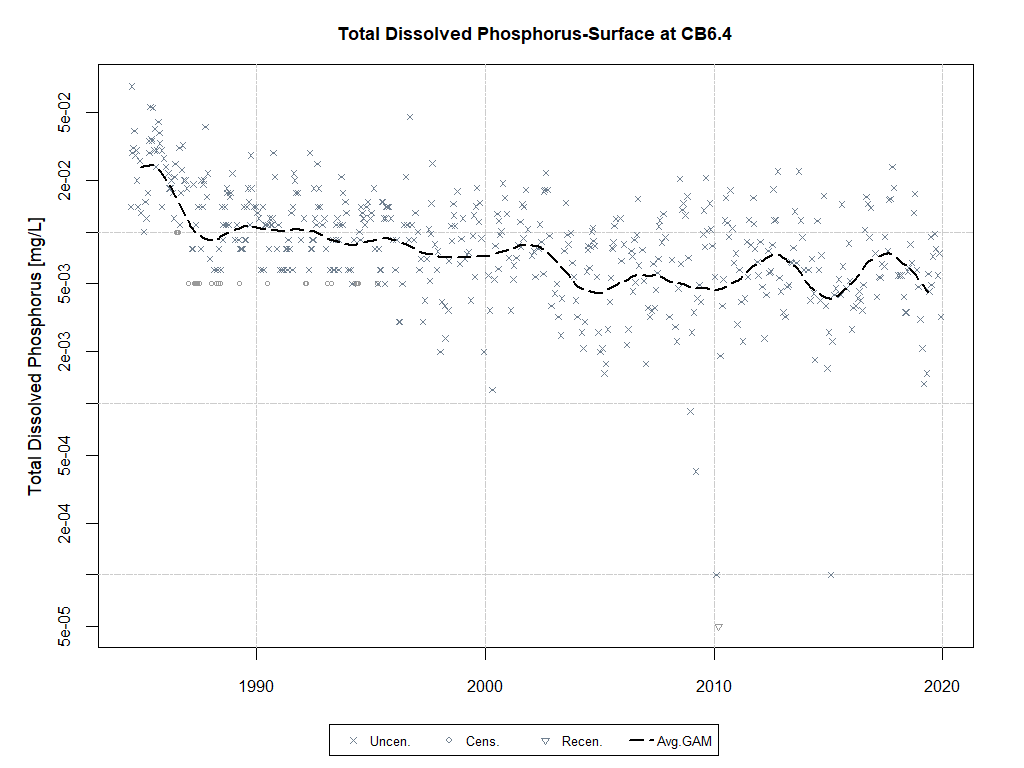 Total Dissolved Phosphorus-Surface at CB6.4
Total Dissolved Phosphorus [mg/L]
5e-02
2e-02
5e-03
2e-03
5e-04
2e-04
5e-05
1990 2000 2010 2020
Uncen. Cens. Recen. Avg.GAM